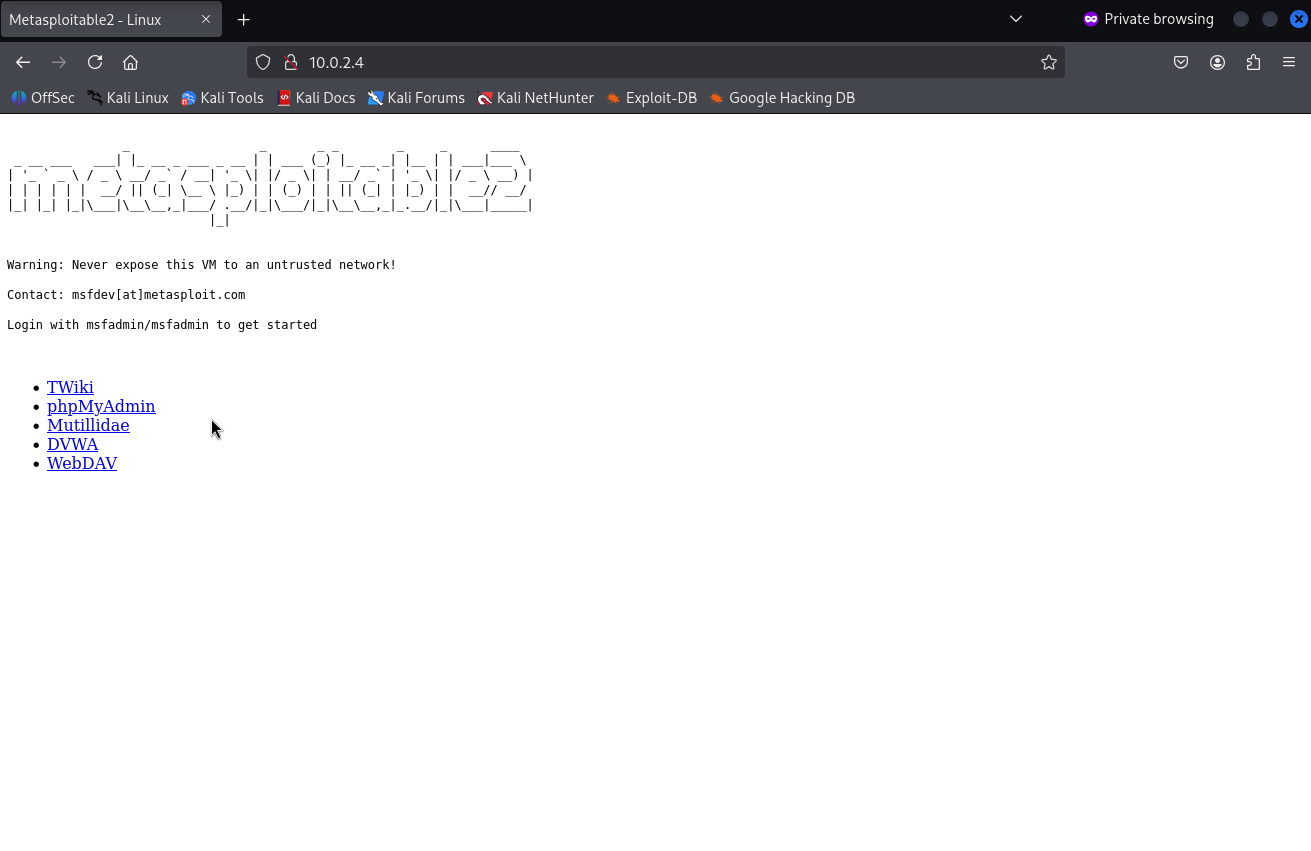 Metasploitable2 - Linux
Private browsing
10.0.2.4
OffSec Kali Linux Kali Tools Kali Docs Kali Forums Kali NetHunter Exploit-DB Google Hacking DB
metasploitable2
Warning: Never expose this VM to an untrusted network!
Contact: msfdev[at]metasploit.com
Login with msfadmin/msfadmin to get started
TWiki
phpMyAdmin
Mutillidae
DVWA
WebDAV